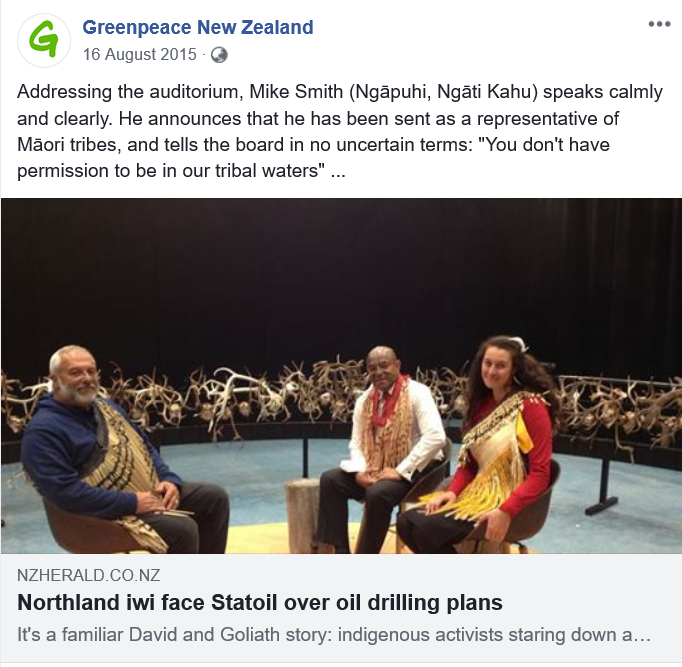 Greenpeace New Zealand
16 August 2015 ·
Addressing the auditorium, Mike Smith (Ngāpuhi, Ngāti Kahu) speaks calmly
and clearly. He announces that he has been sent as a representative of
Māori tribes, and tells the board in no uncertain terms: "You don't have
permission to be in our tribal waters" ...
NZHERALD.CO.NZ
Northland iwi face Statoil over oil drilling plans
It's a familiar David and Goliath story: indigenous activists staring down a…